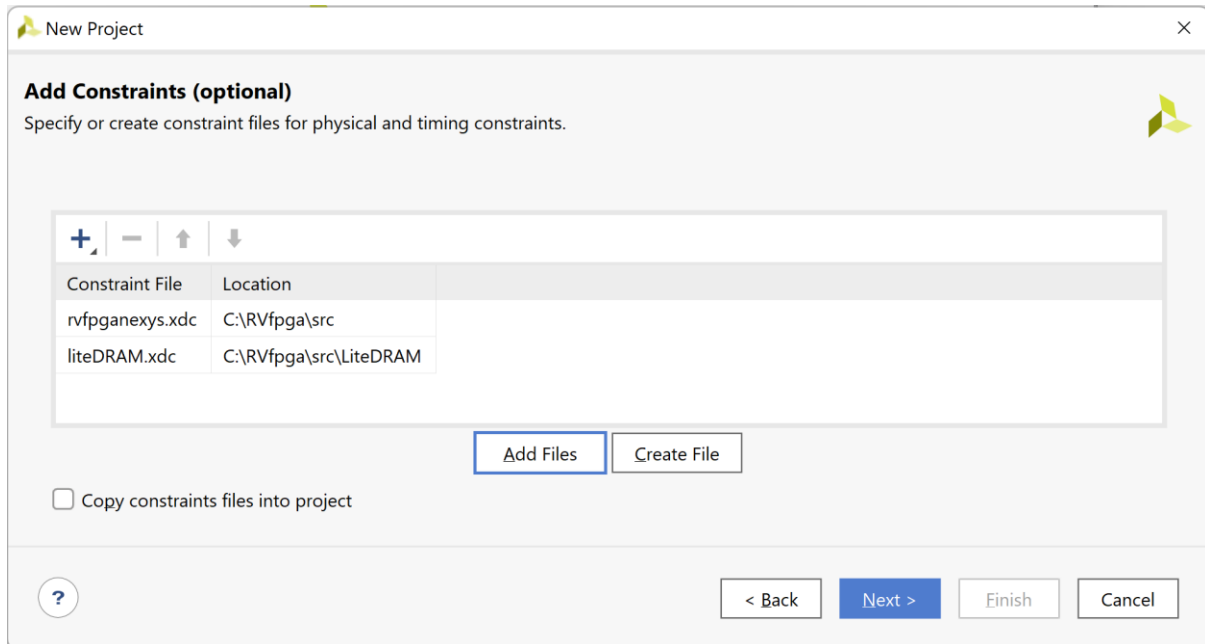 New Project
Add Constraints (optional)
Specify or create constraint files for physical and timing constraints.
Constraint File Location
rvfpganexys.xdc C:\RVfpga\src
liteDRAM.xdc C:\RVfpga\src\LiteDRAM
Add Files Create File
Copy constraints files into project
? < Back Next > Finish Cancel